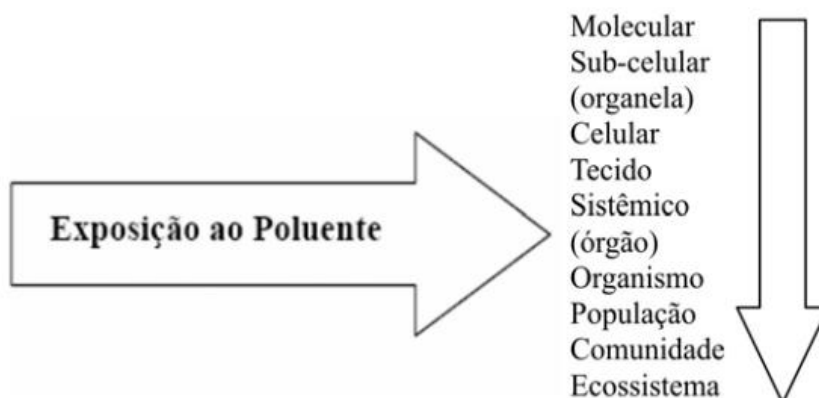 Exposição ao Poluente
Molecular
Sub-celular
(organela)
Celular
Tecido
Sistêmico
(órgão)
Organismo
População
Comunidade
Ecossistema